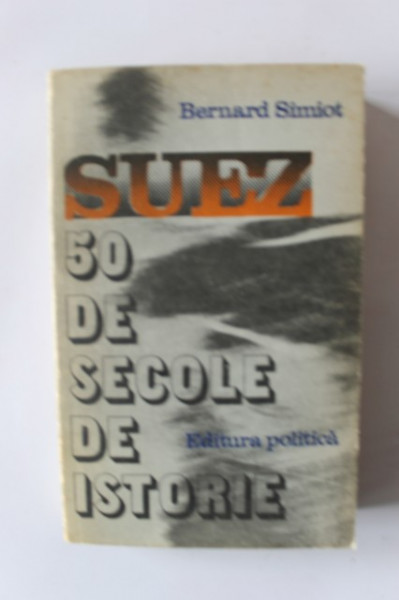 Bernard Simiot
SUEZ
50
DE
SECOLE
DE
Editura politică
ISTORIE